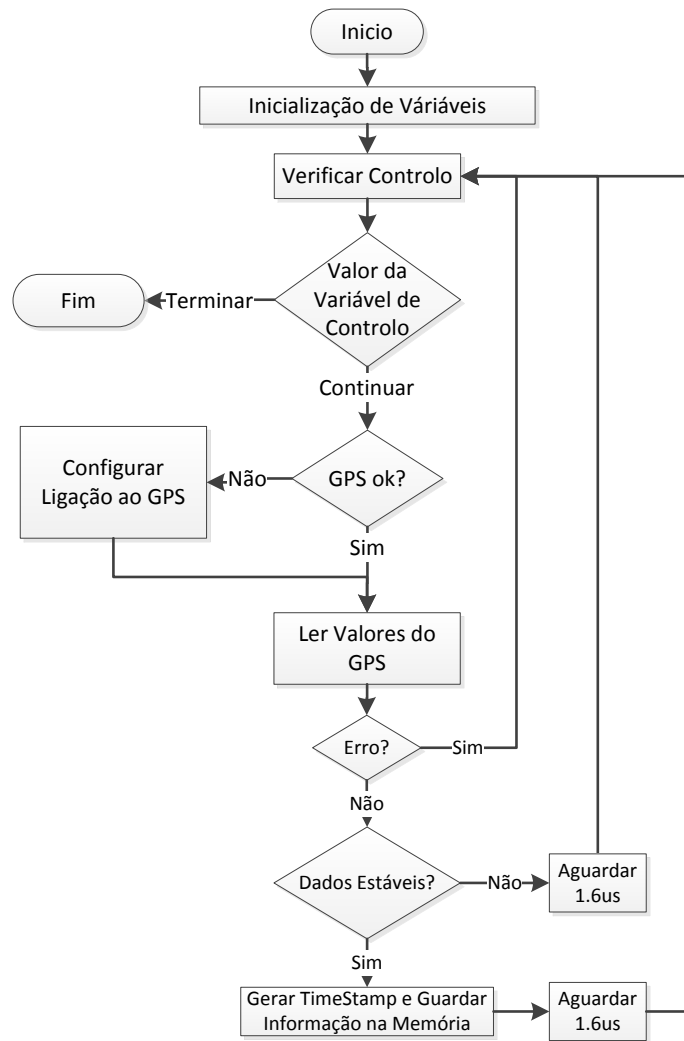 Inicio
Inicialização de Váriáveis
Verificar Controlo
Valor da
Variável de
Controlo
Terminar
Fim
Continuar
GPS ok?
Não
Configurar
Ligação ao GPS
Sim
Ler Valores do
GPS
Erro?
Sim
Não
Dados Estáveis?
Não
Aguardar
1.6us
Sim
Gerar TimeStamp e Guardar
Informação na Memória
Aguardar
1.6us